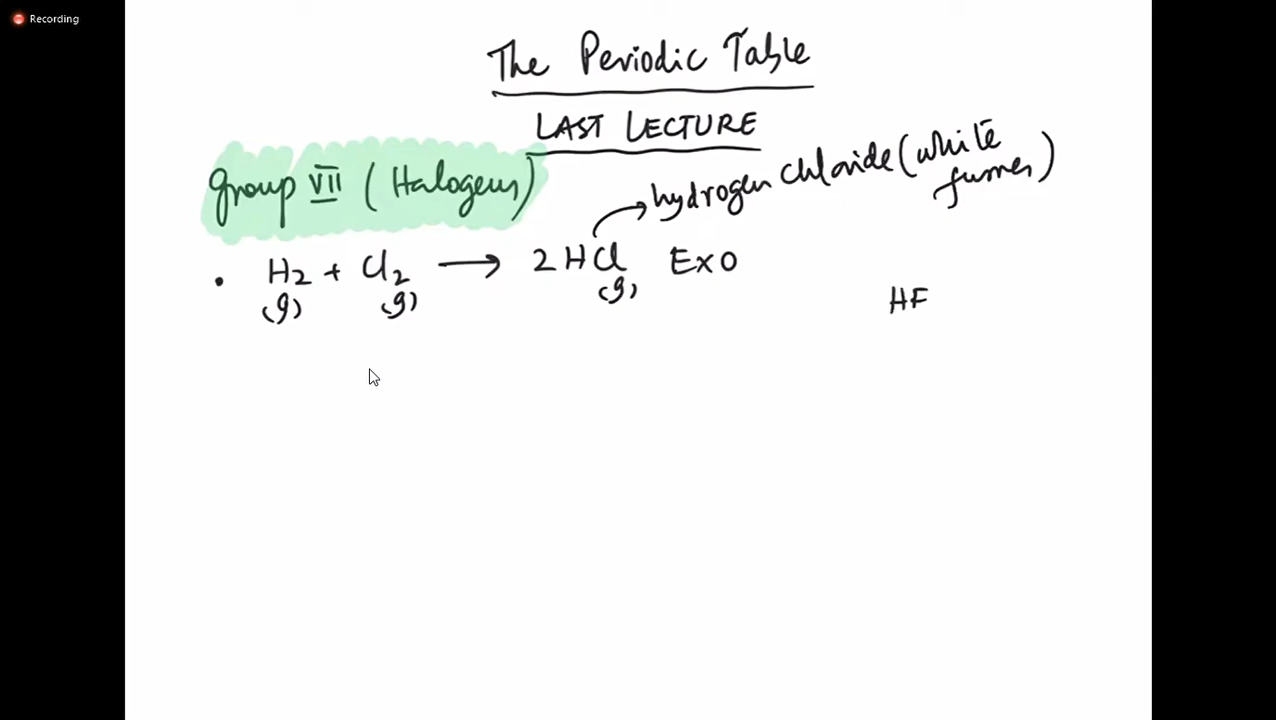 Recording
The Periodic Table
LAST LECTURE
Group VII (Halogens)
hydrogen chloride (white
fumes)
• H2 + Cl2 → 2HCl Exo
(g) (g) (g)
HF